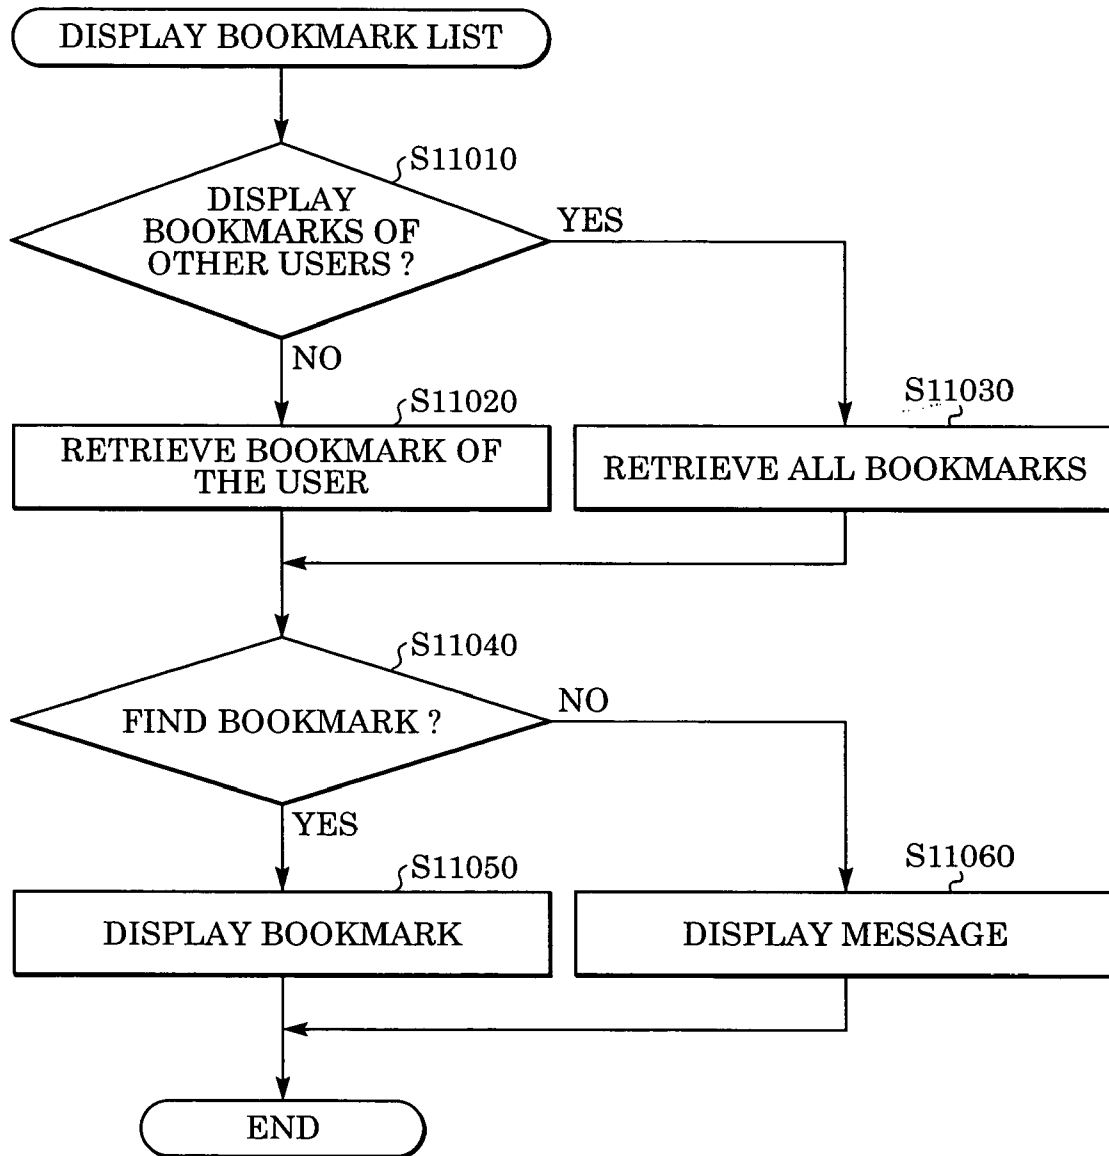 DISPLAY BOOKMARK LIST
S11010
DISPLAY
BOOKMARKS OF
OTHER USERS ?
YES
NO
S11020
RETRIEVE BOOKMARK OF
THE USER
S11030
RETRIEVE ALL BOOKMARKS
S11040
FIND BOOKMARK ?
NO
YES
S11050
DISPLAY BOOKMARK
S11060
DISPLAY MESSAGE
END